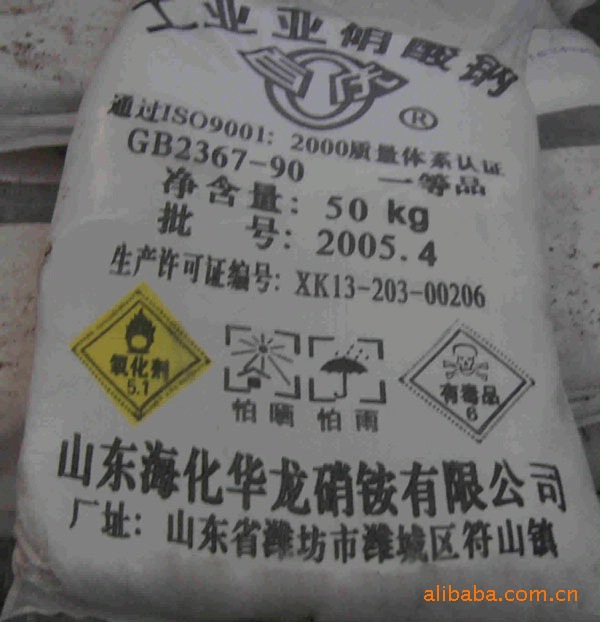 工业亚硝酸钠
®
通过ISO9001：2000质量体系认证
GB2367-90 一等品
净含量：50 kg
批 号：2005.4
生产许可证编号：XK13-203-00206
氧化剂
5.1
怕晒 怕雨
有毒品
6
山东海化华龙硝铵有限公司
厂址：山东省潍坊市潍城区符山镇
alibaba.com.cn